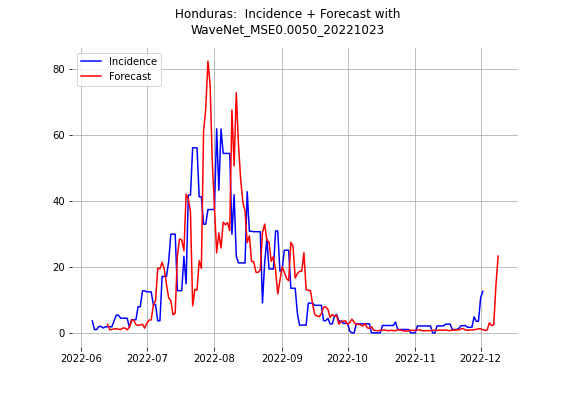 Honduras:  Incidence + Forecast with
WaveNet_MSE0.0050_20221023
Incidence
Forecast
80
60
40
20
0
2022-06 2022-07 2022-08 2022-09 2022-10 2022-11 2022-12